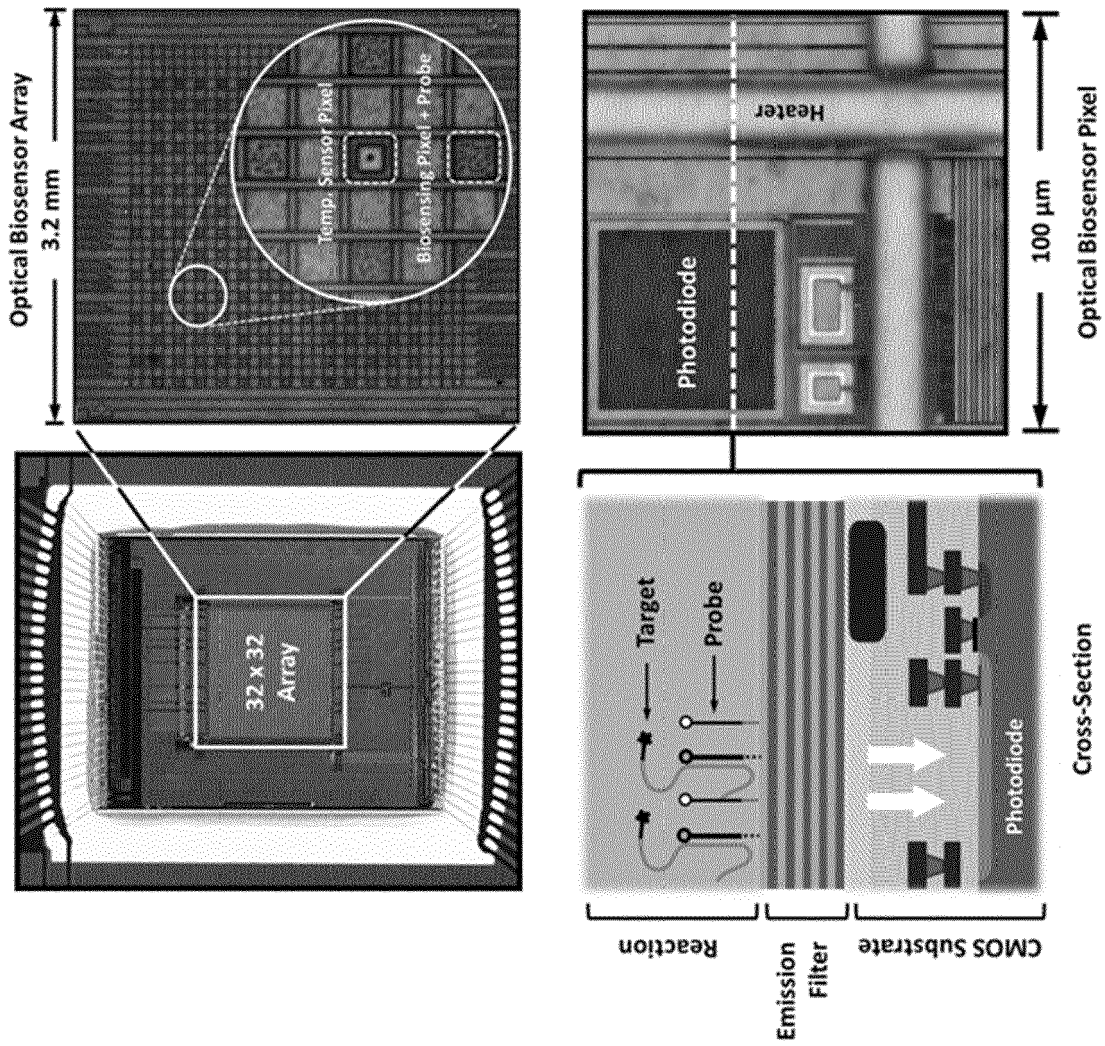 Optical Biosensor Array
3.2 mm
Temp. Sensor Pixel
Biosensing Pixel + Probe
32 x 32
Array
Target
Probe
Photodiode
Reaction
Emission
Filter
CMOS Substrate
Cross-Section
Photodiode
Heater
100 µm
Optical Biosensor Pixel